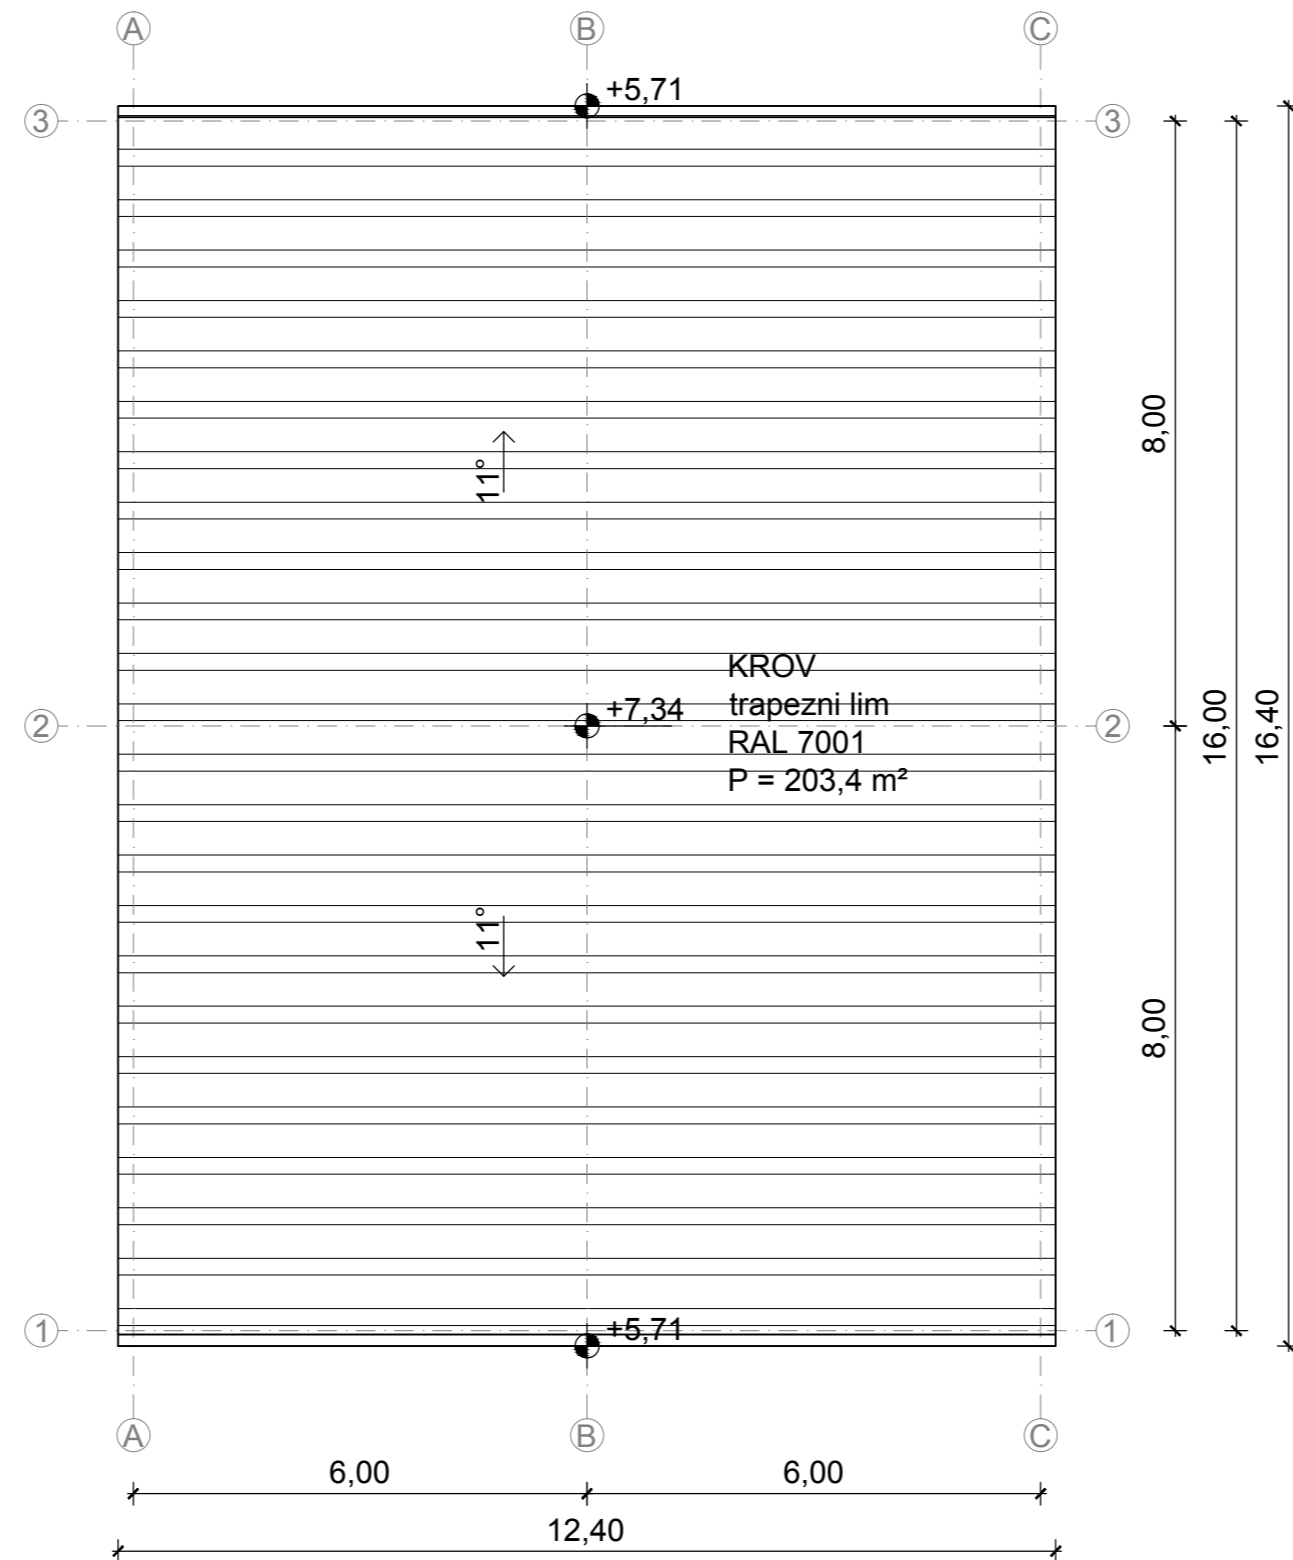 A B C
+5,71
3 3
8,00
11°
KROV
+7,34 trapezni lim
2 2
RAL 7001
P = 203,4 m²
16,00
16,40
11°
8,00
+5,71
1 1
A B C
6,00 6,00
12,40